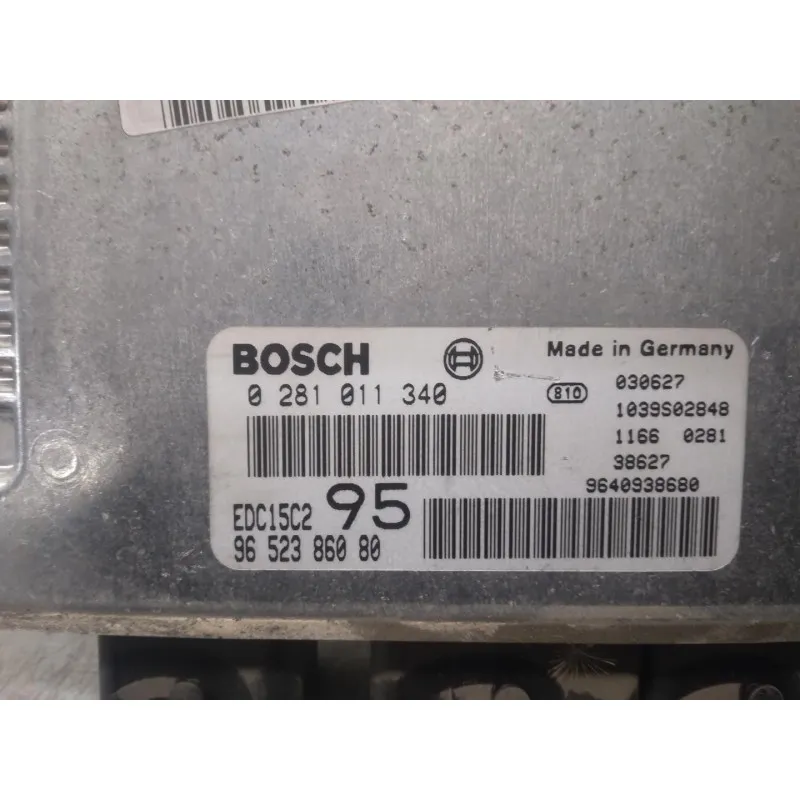 BOSCH
Made in Germany
0 281 011 340
810
030627
1039S02848
1166 0281
38627
9640938680
EDC15C2 95
96 523 860 80